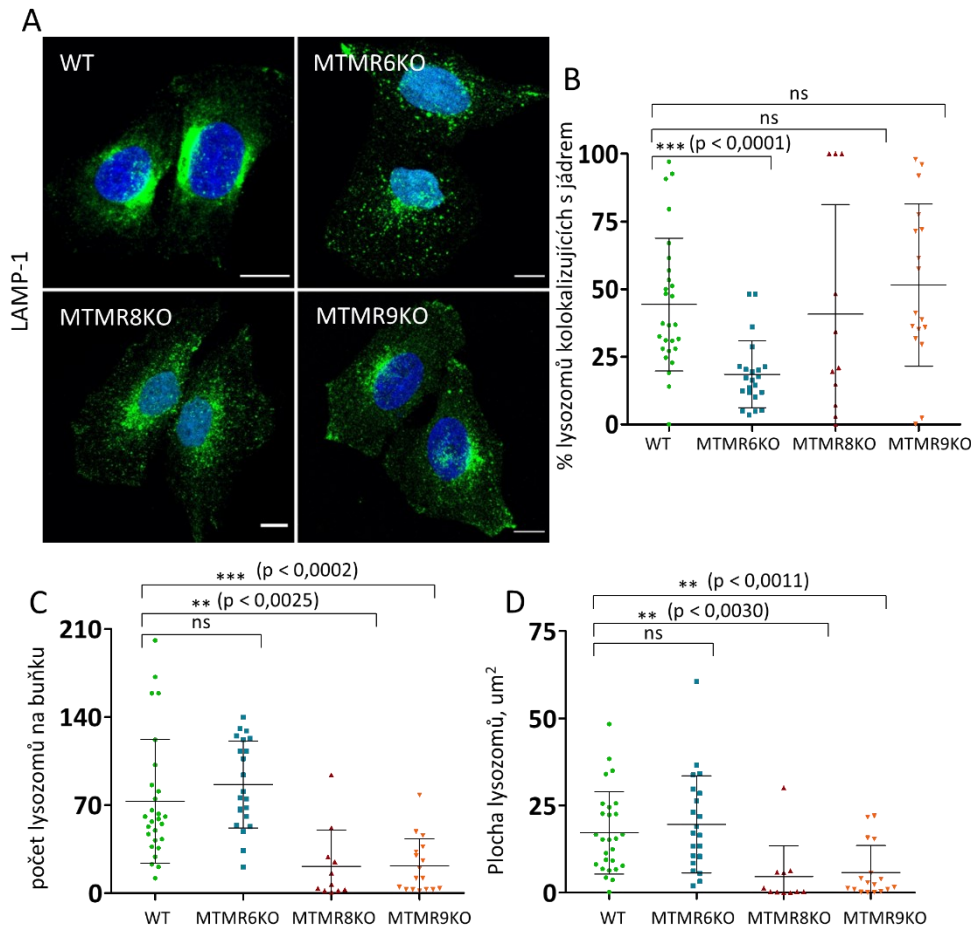 A
WT
MTMR6KO
MTMR8KO
MTMR9KO
LAMP-1
B
ns
ns
*** (p < 0,0001)
% lysozomů kolokalizujících s jádrem
100
75
50
25
0
WT MTMR6KO MTMR8KO MTMR9KO
C
*** (p < 0,0002)
** (p < 0,0025)
ns
počet lysozomů na buňku
210
140
70
0
WT MTMR6KO MTMR8KO MTMR9KO
D
** (p < 0,0011)
** (p < 0,0030)
ns
Plocha lysozomů, um²
75
50
25
0
WT MTMR6KO MTMR8KO MTMR9KO